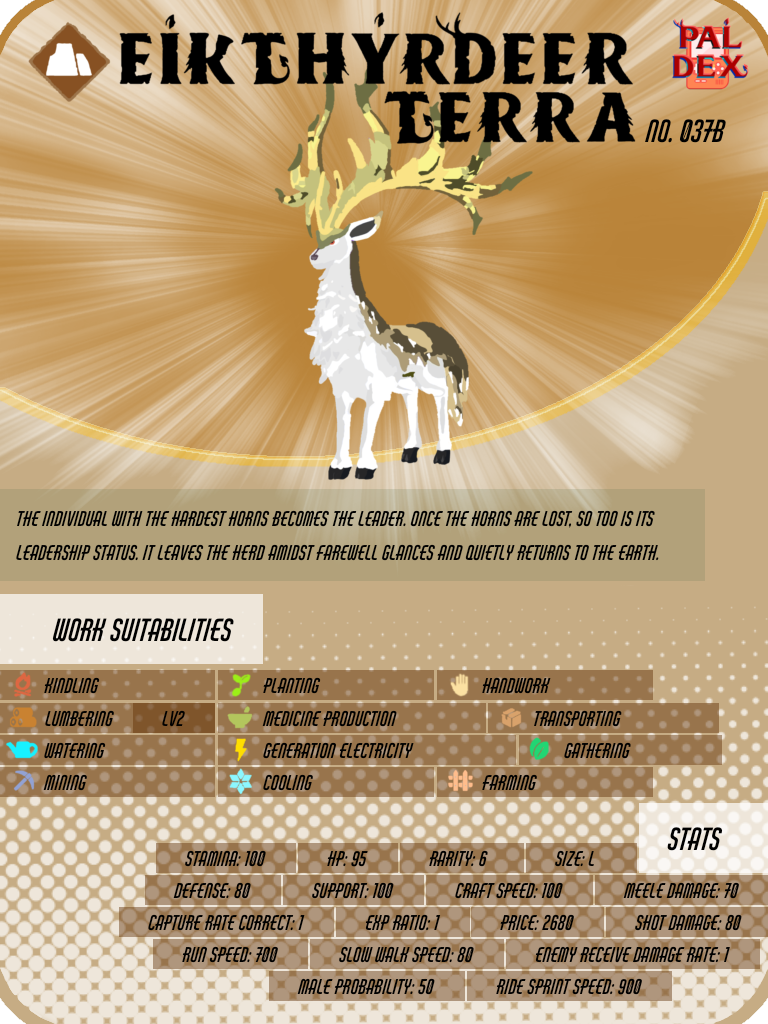 EIKTHYRDEER
TERRA
PAL
DEX
NO. 037B
THE INDIVIDUAL WITH THE HARDEST HORNS BECOMES THE LEADER. ONCE THE HORNS ARE LOST, SO TOO IS ITS
LEADERSHIP STATUS. IT LEAVES THE HERD AMIDST FAREWELL GLANCES AND QUIETLY RETURNS TO THE EARTH.
WORK SUITABILITIES
KINDLING PLANTING HANDWORK
LUMBERING LV2 MEDICINE PRODUCTION TRANSPORTING
WATERING GENERATION ELECTRICITY GATHERING
MINING COOLING FARMING
STATS
STAMINA: 100 HP: 95 RARITY: 6 SIZE: L
DEFENSE: 80 SUPPORT: 100 CRAFT SPEED: 100 MEELE DAMAGE: 70
CAPTURE RATE CORRECT: 1 EXP RATIO: 1 PRICE: 2680 SHOT DAMAGE: 80
RUN SPEED: 700 SLOW WALK SPEED: 80 ENEMY RECEIVE DAMAGE RATE: 1
MALE PROBABILITY: 50 RIDE SPRINT SPEED: 900